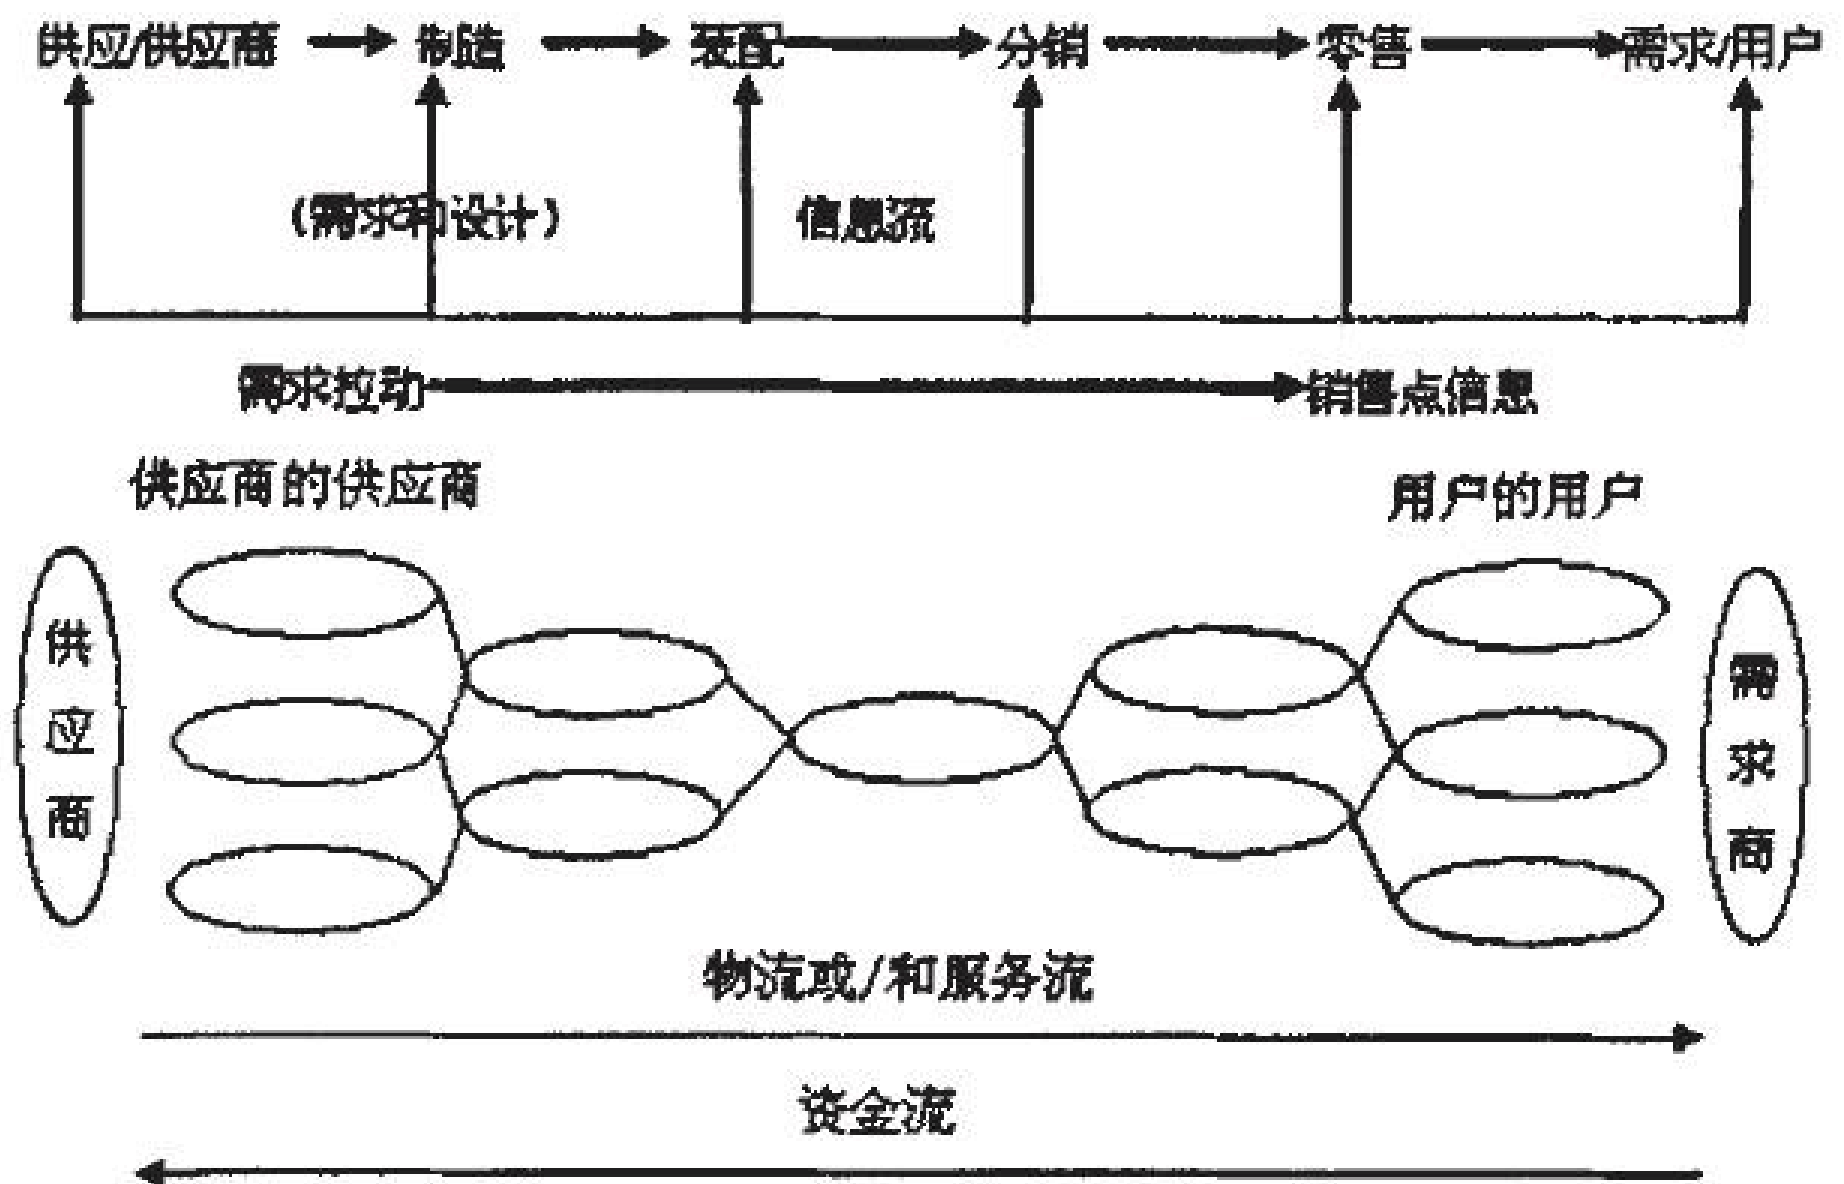 供应/供应商 制造 装配 分销 零售 需求/用户
(需求和设计) 信息流
需求拉动 销售点信息
供应商的供应商 用户的用户
供应商 需求商
物流或/和服务流
资金流